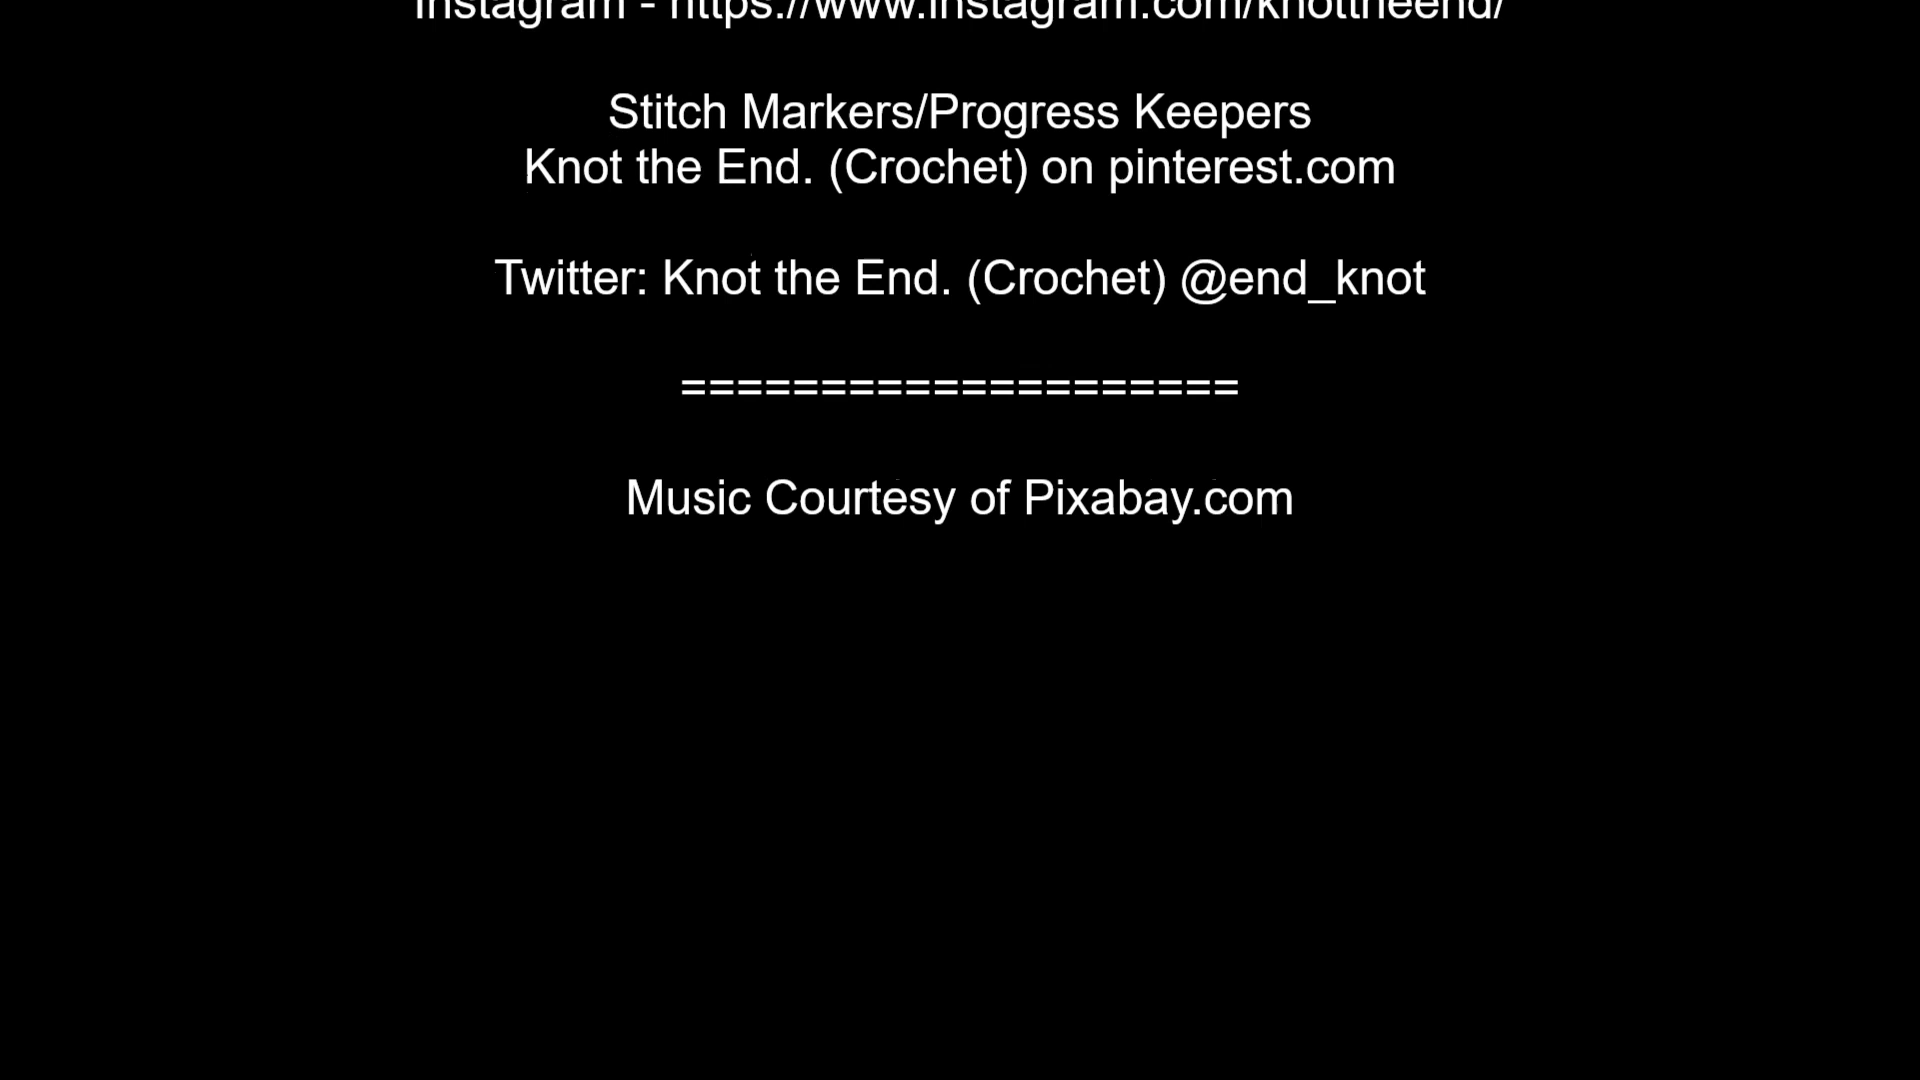 Instagram - https://www.instagram.com/knottheend/
Stitch Markers/Progress Keepers
Knot the End. (Crochet) on pinterest.com
Twitter: Knot the End. (Crochet) @end_knot
====================
Music Courtesy of Pixabay.com